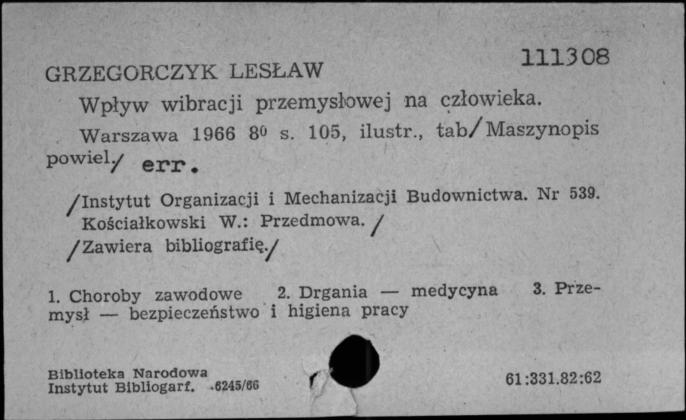 111308
GRZEGORCZYK LESŁAW
Wpływ wibracji przemysłowej na człowieka.
Warszawa 1966 8⁰ s. 105, ilustr., tab/Maszynopis
powiel./ err.
/Instytut Organizacji i Mechanizacji Budownictwa. Nr 539.
Kościałkowski W.: Przedmowa./
/Zawiera bibliografię./
1. Choroby zawodowe 2. Drgania — medycyna 3. Prze-
mysł — bezpieczeństwo i higiena pracy
Biblioteka Narodowa
Instytut Bibliogarf. .6245/66
61:331.82:62